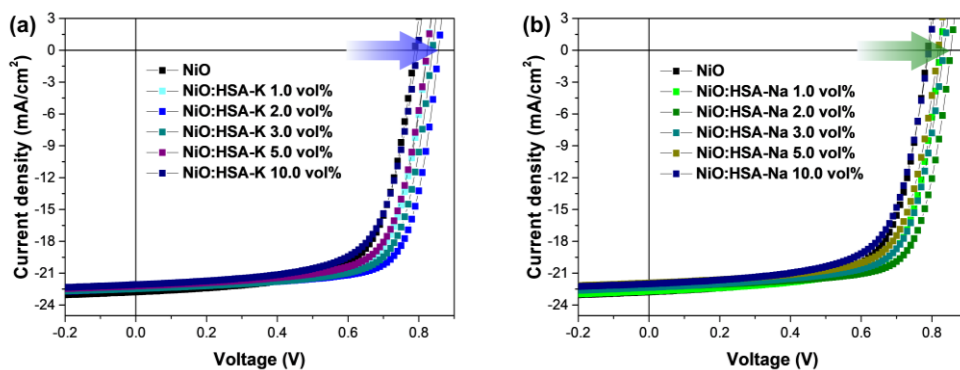 (a)
3
0
-3
-6
-9
-12
-15
-18
-21
-24
Current density (mA/cm²)
NiO
NiO:HSA-K 1.0 vol%
NiO:HSA-K 2.0 vol%
NiO:HSA-K 3.0 vol%
NiO:HSA-K 5.0 vol%
NiO:HSA-K 10.0 vol%
-0.2 0.0 0.2 0.4 0.6 0.8
Voltage (V)
(b)
3
0
-3
-6
-9
-12
-15
-18
-21
-24
Current density (mA/cm²)
NiO
NiO:HSA-Na 1.0 vol%
NiO:HSA-Na 2.0 vol%
NiO:HSA-Na 3.0 vol%
NiO:HSA-Na 5.0 vol%
NiO:HSA-Na 10.0 vol%
-0.2 0.0 0.2 0.4 0.6 0.8
Voltage (V)